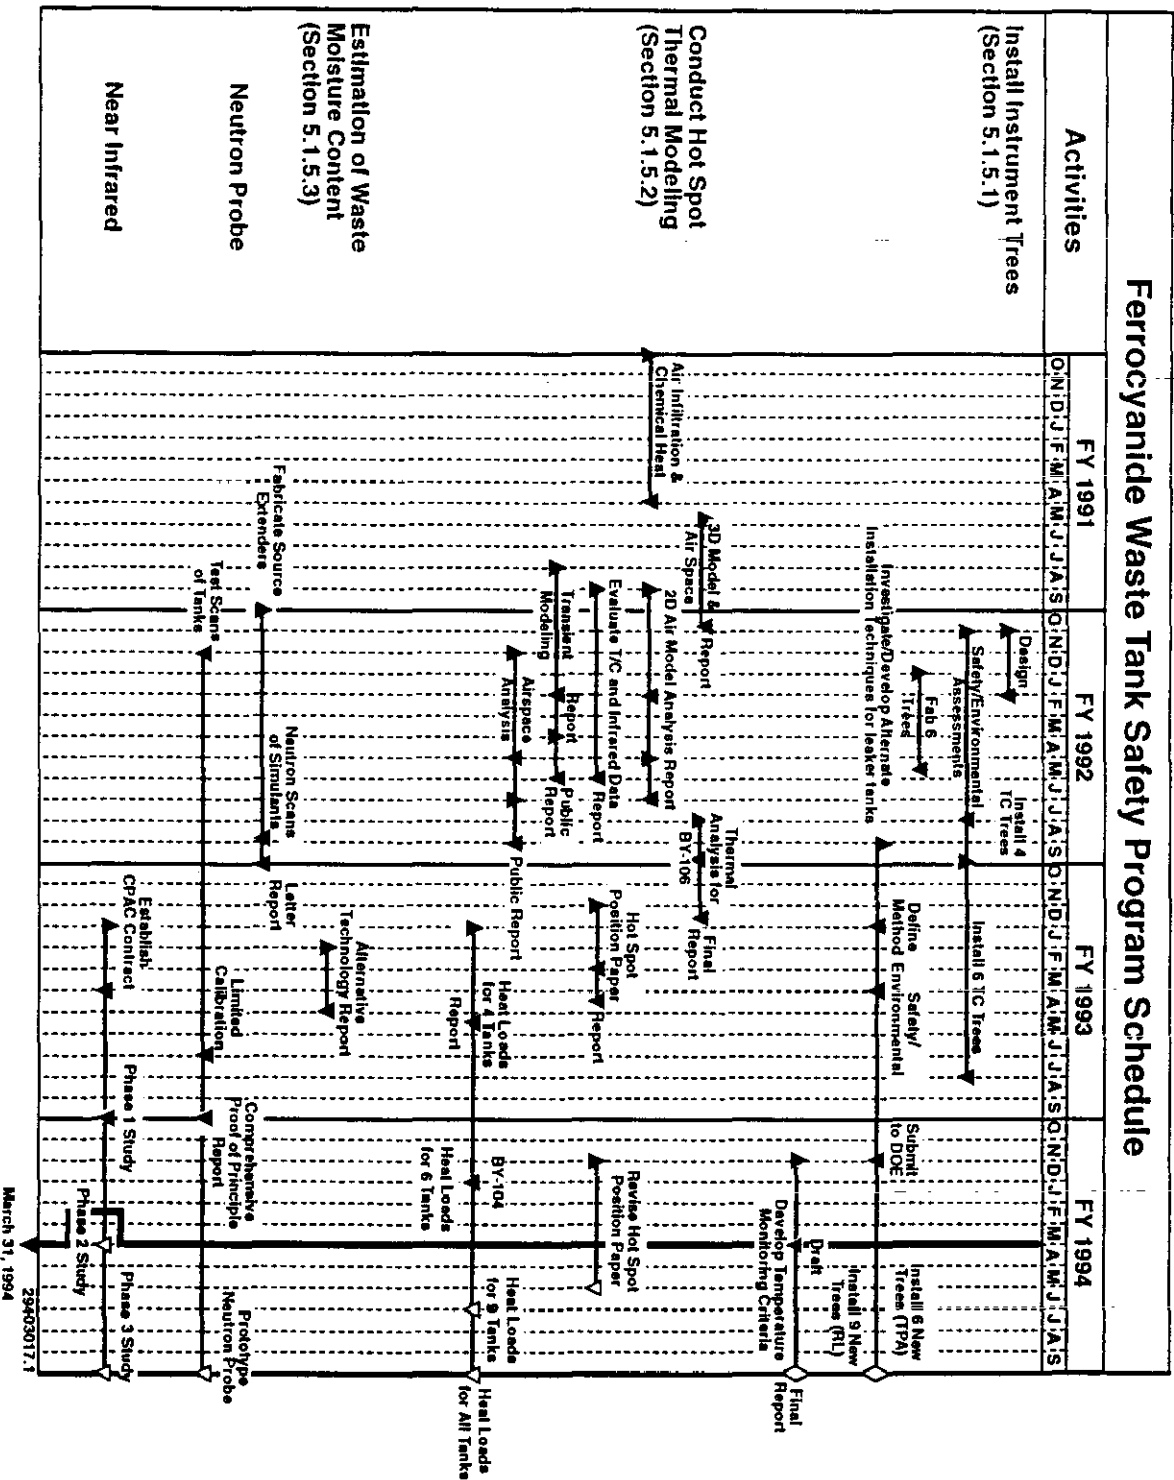 Ferrocyanide Waste Tank Safety Program Schedule
Activities
FY 1991
FY 1992
FY 1993
FY 1994
O N D J F M A M J J A S O N D J F M A M J J A S O N D J F M A M J J A S O N D J F M A M J J A S
Install Instrument Trees
(Section 5.1.5.1)
Design
Install 4
TC Trees
Safety/Environmental
Assessments
Install 6 TC Trees
Fab 6
Trees
Investigate/Develop Alternate
Installation Techniques for leaker tanks
Define
Method
Safety/
Environmental
Submit
to DOE
Install 6 New
Trees (TPA)
Install 9 New
Trees (RL)
Draft
Develop Temperature
Monitoring Criteria
Final
Report
Conduct Hot Spot
Thermal Modeling
(Section 5.1.5.2)
3D Model &
Air Space
Report
Thermal
Analysis for
BY-106
Final
Report
Air Infiltration &
Chemical Heat
2D Air Model Analysis Report
Hot Spot
Position Paper
Report
Revise Hot Spot
Position Paper
Evaluate T/C and Infrared Data
Report
Transient
Modeling
Report
Public
Report
Airspace
Analysis
Public Report
Heat Loads
for 4 Tanks
Report
BY-104
Heat Loads
for 6 Tanks
Heat Loads
for 9 Tanks
Heat Loads
for All Tanks
Estimation of Waste
Moisture Content
(Section 5.1.5.3)
Alternative
Technology Report
Neutron Probe
Fabricate Source
Extenders
Neutron Scans
of Simulants
Letter
Report
Test Scans
of Tanks
Limited
Calibration
Comprehensive
Proof of Principle
Report
Prototype
Neutron Probe
Near Infrared
Establish
CPAC Contract
Phase 1 Study
Phase 2 Study
Phase 3 Study
March 31, 1994
29403017.1